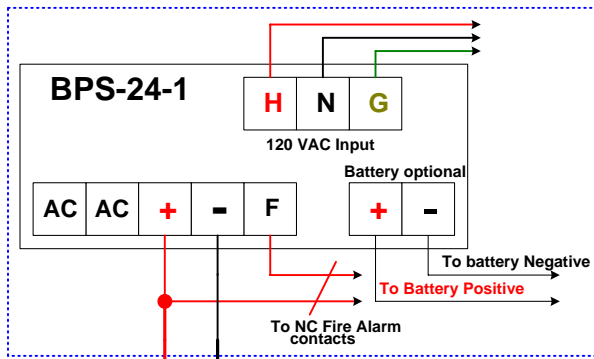 BPS-24-1
H N G
120 VAC Input
Battery optional
AC AC + - F + -
To battery Negative
To Battery Positive
To NC Fire Alarm
contacts